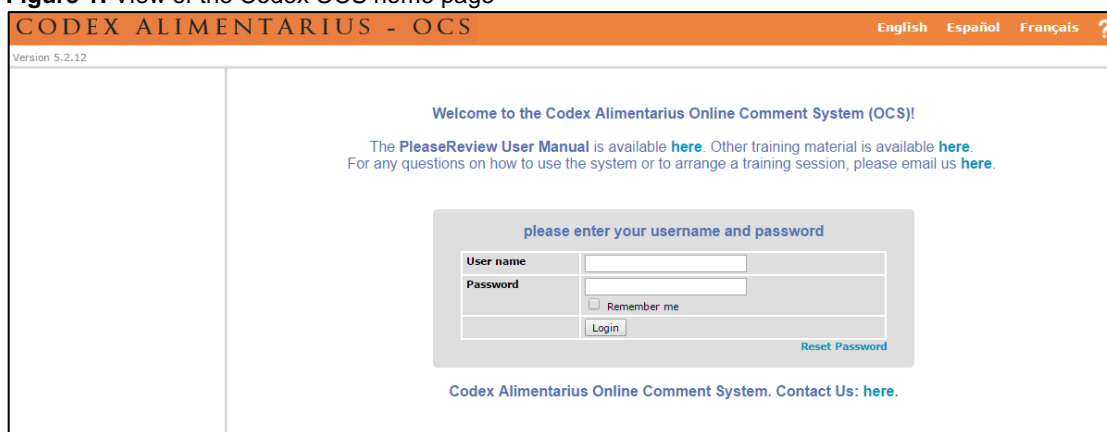 Figure 1. View of the Codex OCS home page
CODEX ALIMENTARIUS - OCS
English Español Français ?
Version 5.2.12
Welcome to the Codex Alimentarius Online Comment System (OCS)!
The PleaseReview User Manual is available here. Other training material is available here.
For any questions on how to use the system or to arrange a training session, please email us here.
please enter your username and password
User name
Password
Remember me
Login
Reset Password
Codex Alimentarius Online Comment System. Contact Us: here.